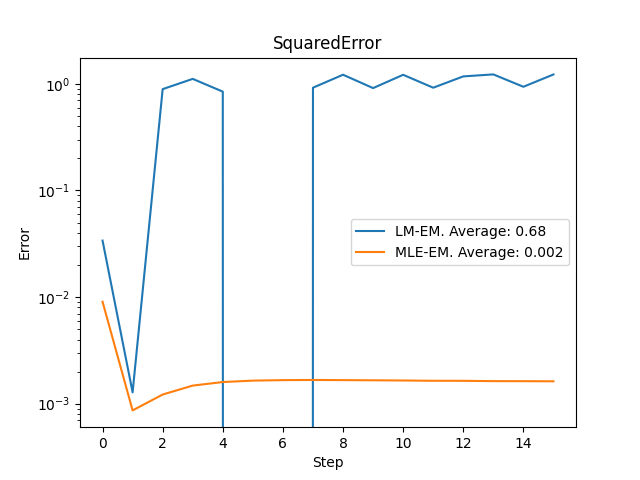 SquaredError
10⁰
10⁻¹
10⁻²
10⁻³
Error
LM-EM. Average: 0.68
MLE-EM. Average: 0.002
0 2 4 6 8 10 12 14
Step